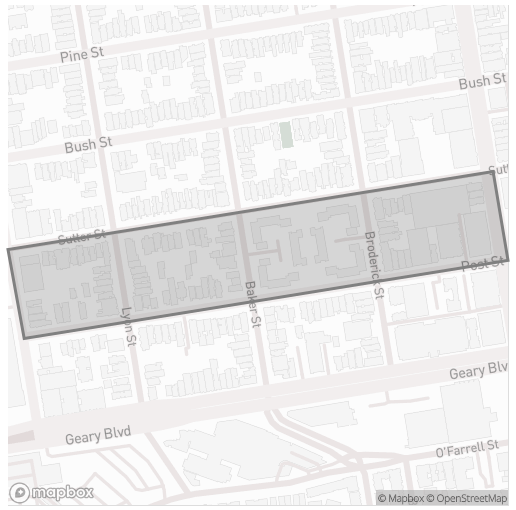 Pine St
Bush St
Bush St
Sutt
Sutter St
Post St
Broderick St
Baker St
Lyon St
Geary Blv
Geary Blvd
O'Farrell St
mapbox
© Mapbox © OpenStreetMap